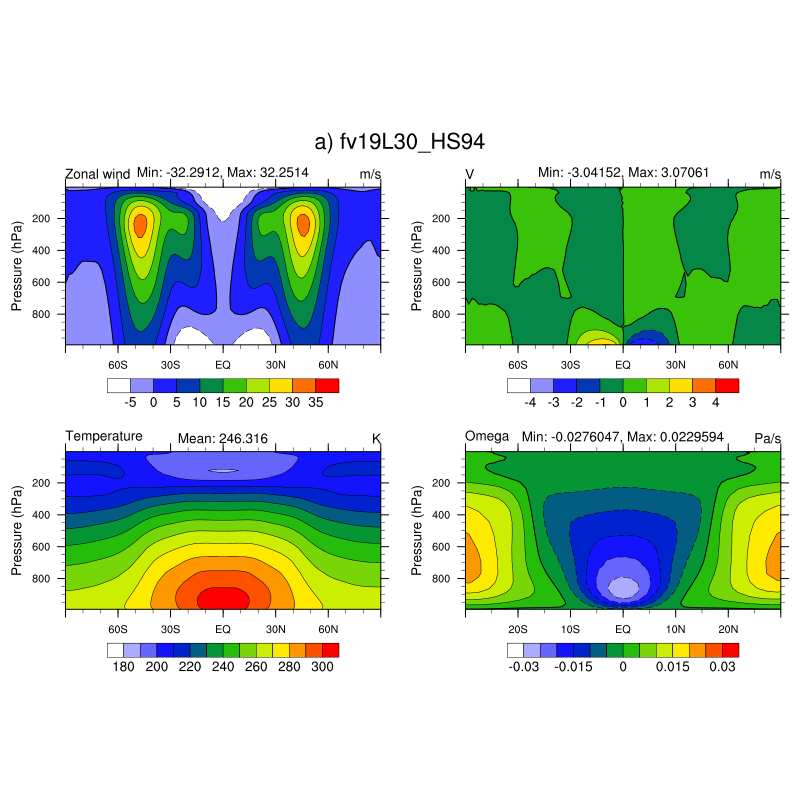 a) fv19L30_HS94
Zonal wind Min: -32.2912, Max: 32.2514 m/s
Pressure (hPa)
200
400
600
800
60S 30S EQ 30N 60N
-5 0 5 10 15 20 25 30 35
V Min: -3.04152, Max: 3.07061 m/s
Pressure (hPa)
200
400
600
800
60S 30S EQ 30N 60N
-4 -3 -2 -1 0 1 2 3 4
Temperature Mean: 246.316 K
Pressure (hPa)
200
400
600
800
60S 30S EQ 30N 60N
180 200 220 240 260 280 300
Omega Min: -0.0276047, Max: 0.0229594 Pa/s
Pressure (hPa)
200
400
600
800
20S 10S EQ 10N 20N
-0.03 -0.015 0 0.015 0.03